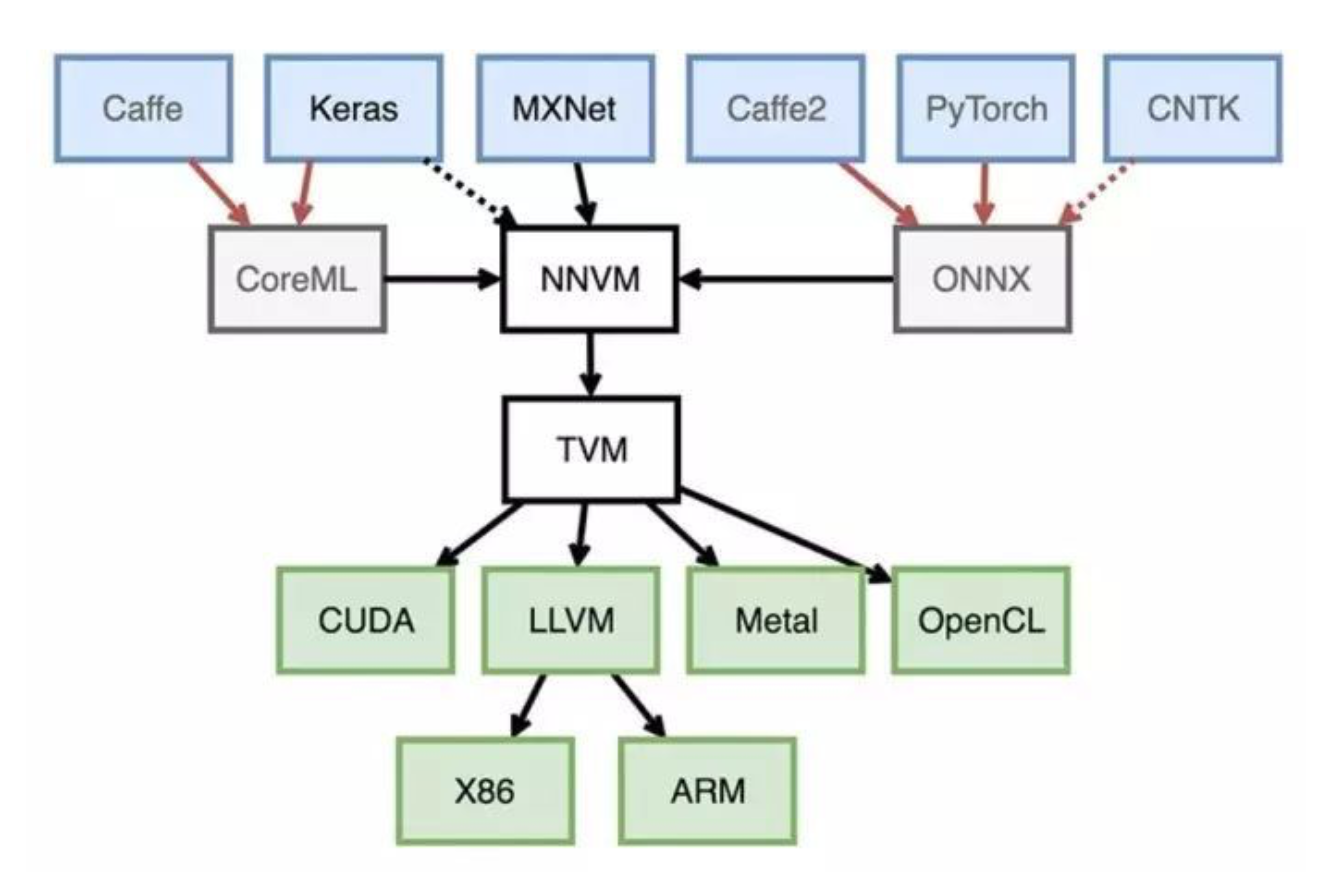 Caffe
Keras
MXNet
Caffe2
PyTorch
CNTK
CoreML
NNVM
ONNX
TVM
CUDA
LLVM
Metal
OpenCL
X86
ARM